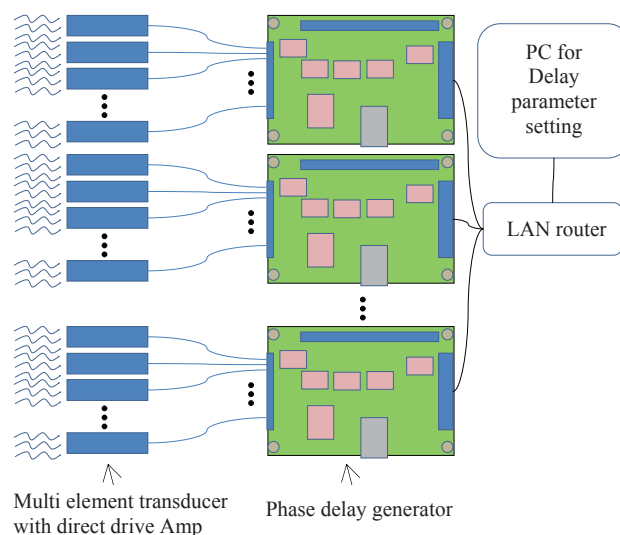 PC for
Delay
parameter
setting
LAN router
Multi element transducer
with direct drive Amp
Phase delay generator